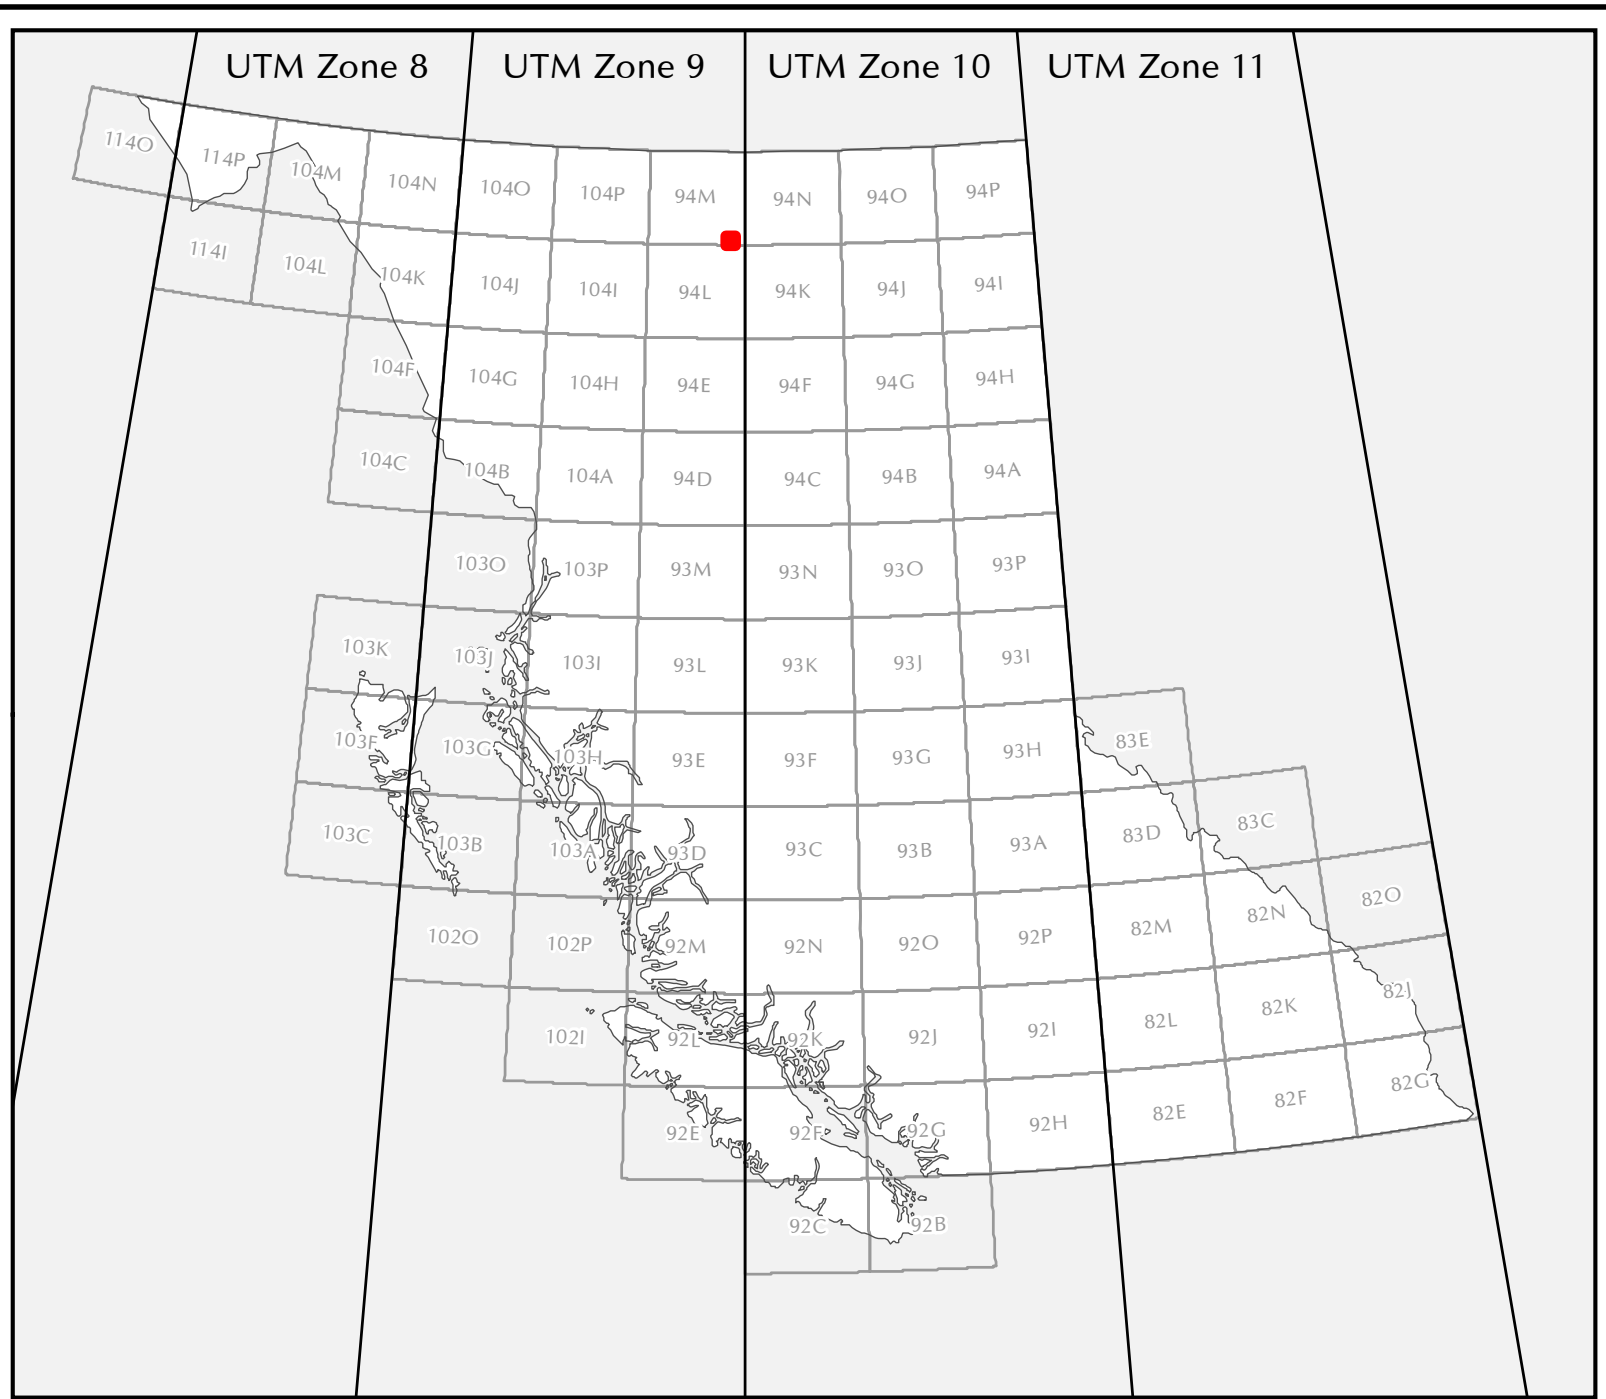 UTM Zone 8 UTM Zone 9 UTM Zone 10 UTM Zone 11
114O 114P 104M 104N 104O 104P 94M 94N 94O 94P
114I 104L 104K 104J 104I 94L 94K 94J 94I
104F 104G 104H 94E 94F 94G 94H
104C 104B 104A 94D 94C 94B 94A
103O 103P 93M 93N 93O 93P
103K 103J 103I 93L 93K 93J 93I
103F 103G 103H 93E 93F 93G 93H 83E
103C 103B 103A 93D 93C 93B 93A 83D 83C
102O 102P 92M 92N 92O 92P 82M 82N 82O
102I 92L 92K 92J 92I 82L 82K 82J
92E 92F 92G 92H 82E 82F 82G
92C 92B